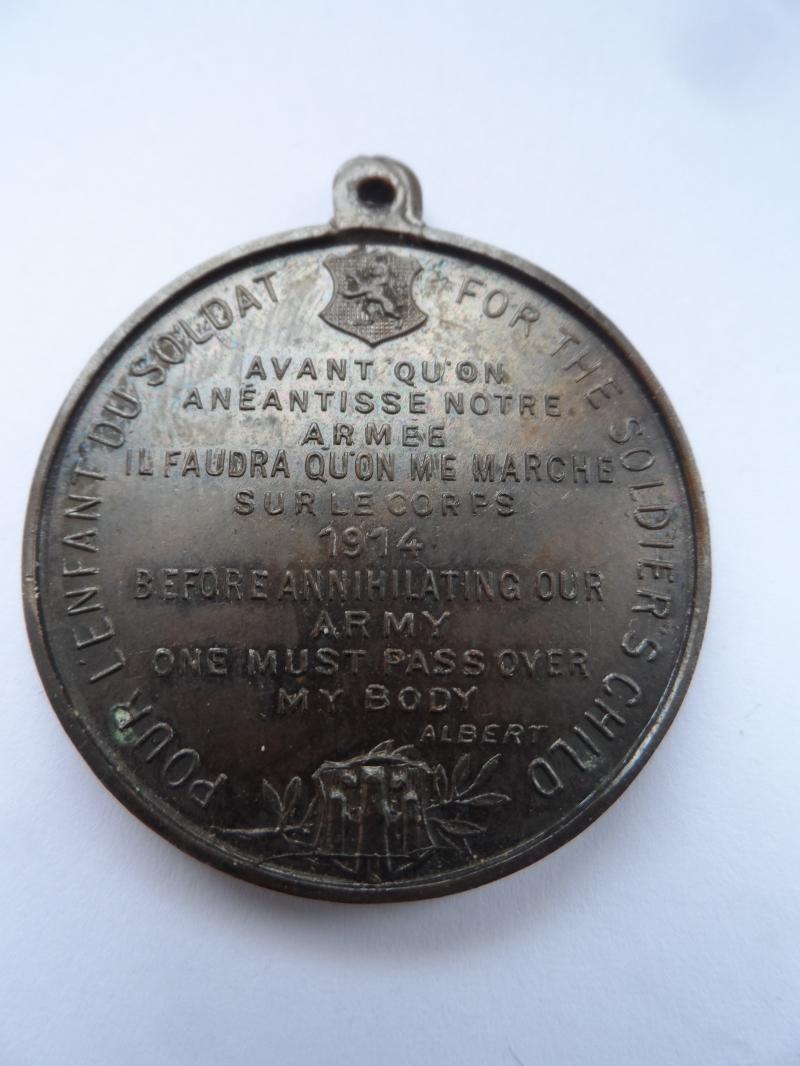 POUR L'ENFANT DU SOLDAT
FOR THE SOLDIER'S CHILD
AVANT QU'ON
ANÉANTISSE NOTRE
ARMÉE
IL FAUDRA QU'ON ME MARCHE
SUR LE CORPS
1914
BEFORE ANNIHILATING OUR
ARMY
ONE MUST PASS OVER
MY BODY
ALBERT